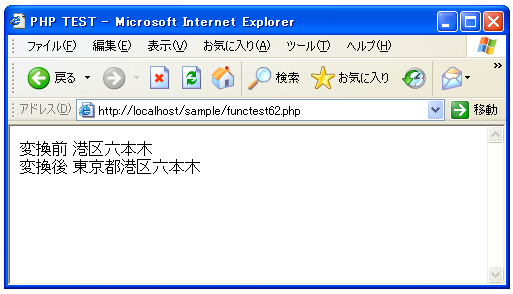 PHP TEST - Microsoft Internet Explorer
ファイル(F) 編集(E) 表示(V) お気に入り(A) ツール(T) ヘルプ(H)
戻る 検索 お気に入り »
アドレス(D) http://localhost/sample/functest62.php 移動
変換前 港区六本木
変換後 東京都港区六本木